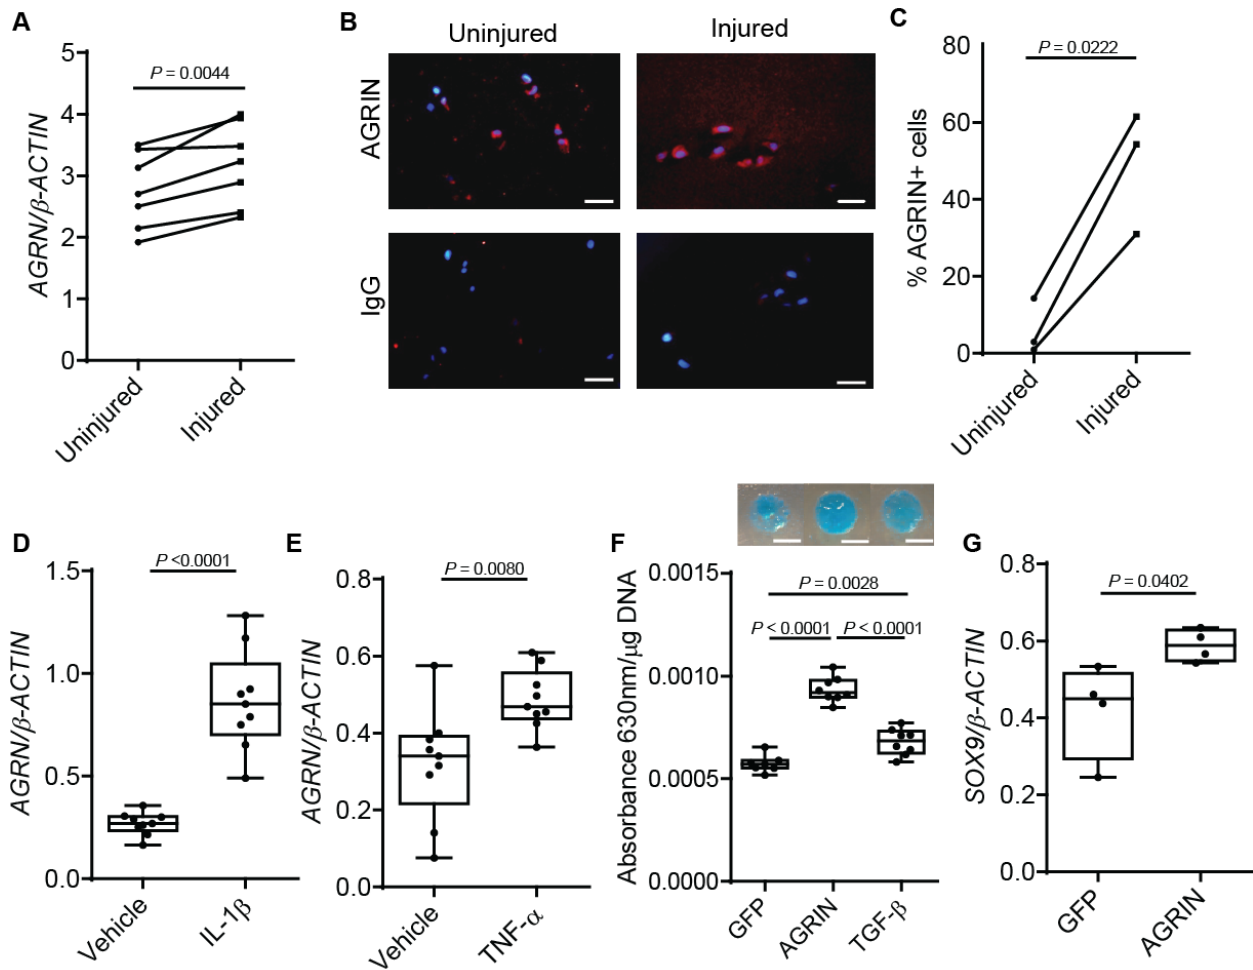 A
5
4
3
2
1
0
AGRN/β-ACTIN
P = 0.0044
Uninjured
Injured
B
Uninjured
Injured
AGRIN
IgG
C
80
60
40
20
0
% AGRIN+ cells
P = 0.0222
Uninjured
Injured
D
1.5
1.0
0.5
0.0
AGRN/β-ACTIN
P <0.0001
Vehicle
IL-1β
E
0.8
0.6
0.4
0.2
0.0
AGRN/β-ACTIN
P = 0.0080
Vehicle
TNF-α
F
0.0015
0.0010
0.0005
0.0000
Absorbance 630nm/μg DNA
P = 0.0028
P < 0.0001
P < 0.0001
GFP
AGRIN
TGF-β
G
0.8
0.6
0.4
0.2
0.0
SOX9/β-ACTIN
P = 0.0402
GFP
AGRIN